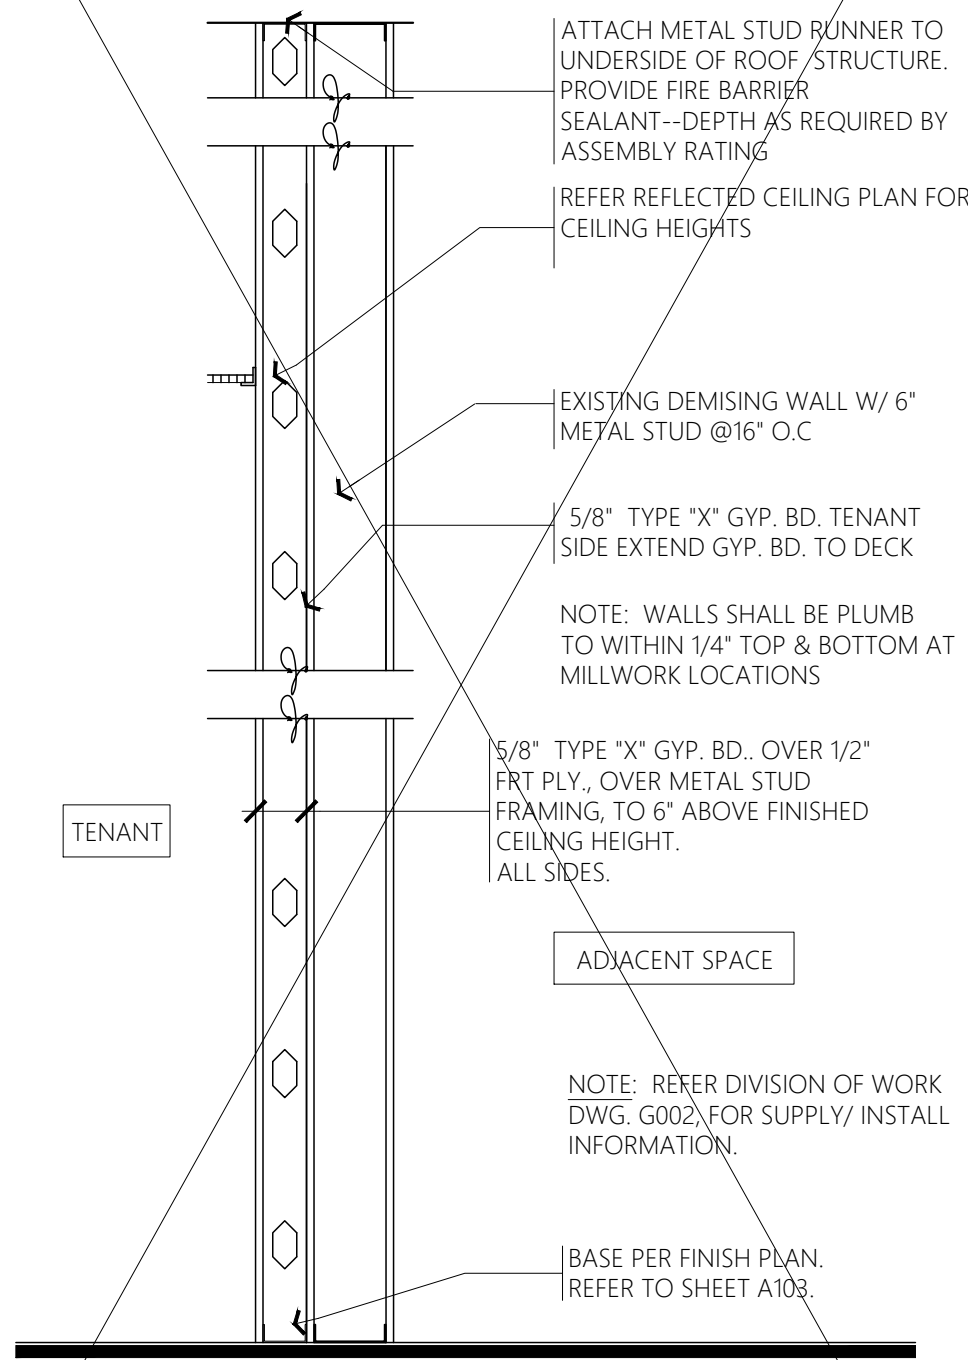 ATTACH METAL STUD RUNNER TO
UNDERSIDE OF ROOF STRUCTURE.
PROVIDE FIRE BARRIER
SEALANT--DEPTH AS REQUIRED BY
ASSEMBLY RATING
REFER REFLECTED CEILING PLAN FOR
CEILING HEIGHTS
EXISTING DEMISING WALL W/ 6"
METAL STUD @16" O.C
5/8" TYPE "X" GYP. BD. TENANT
SIDE EXTEND GYP. BD. TO DECK
NOTE: WALLS SHALL BE PLUMB
TO WITHIN 1/4" TOP & BOTTOM AT
MILLWORK LOCATIONS
5/8" TYPE "X" GYP. BD.. OVER 1/2"
FPT PLY., OVER METAL STUD
FRAMING, TO 6" ABOVE FINISHED
CEILING HEIGHT.
ALL SIDES.
TENANT
ADJACENT SPACE
NOTE: REFER DIVISION OF WORK
DWG. G002, FOR SUPPLY/ INSTALL
INFORMATION.
BASE PER FINISH PLAN.
REFER TO SHEET A103.